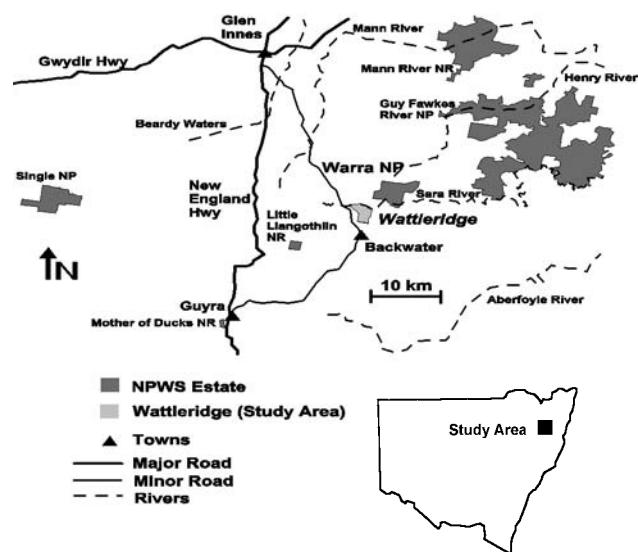 Glen
Innes
Mann River
Gwydir Hwy
Mann River NR
Henry River
Guy Fawkes
River NP
Beardy Waters
Warra NP
Single NP
New
England
Hwy
Sara River
Wattleridge
Little
Llangothlin
NR
Backwater
N
10 km
Guyra
Aberfoyle River
Mother of Ducks NR
NPWS Estate
Wattleridge (Study Area)
Towns
Major Road
Minor Road
Rivers
Study Area